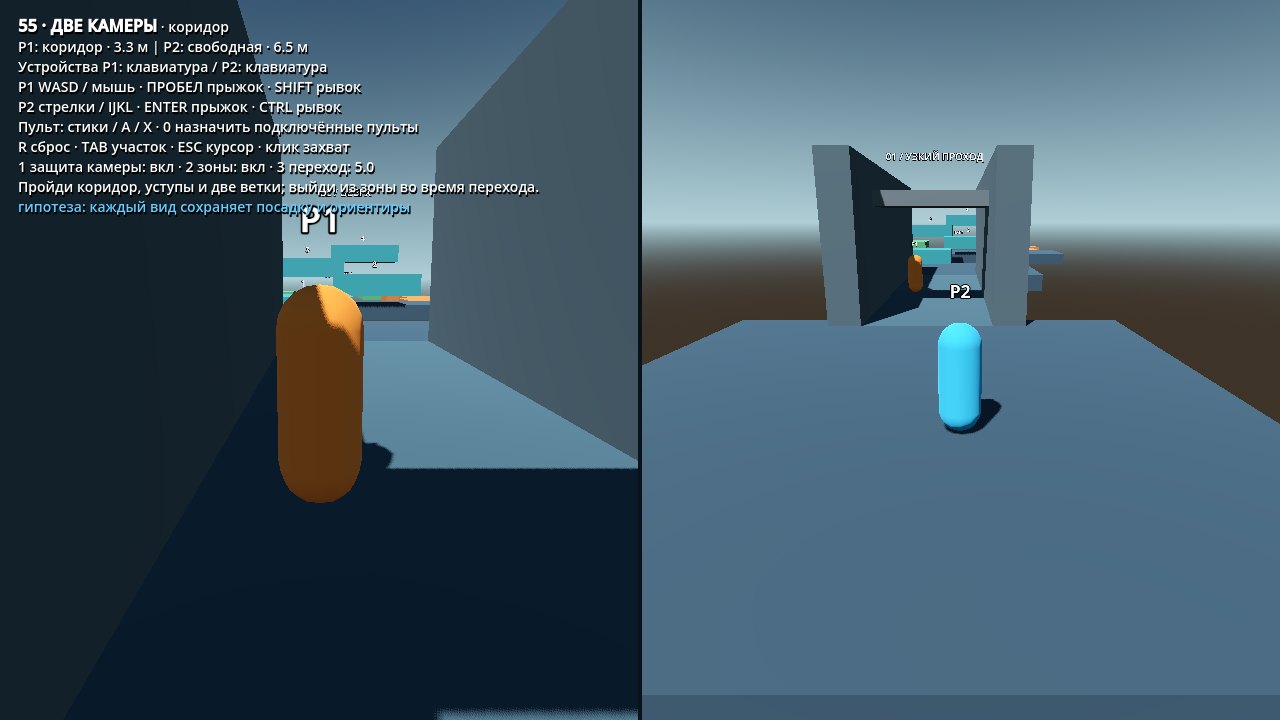 55 · ДВЕ КАМЕРЫ · коридор
P1: коридор · 3.3 м | P2: свободная · 6.5 м
Устройства P1: клавиатура / P2: клавиатура
P1 WASD / мышь · ПРОБЕЛ прыжок · SHIFT рывок
P2 стрелки / IJKL · ENTER прыжок · CTRL рывок
Пульт: стики / A / X · 0 назначить подключённые пульты
R сброс · TAB участок · ESC курсор · клик захват
1 защита камеры: вкл · 2 зоны: вкл · 3 переход: 5.0
Пройди коридор, уступы и две ветки; выйди из зоны во время перехода.
гипотеза: каждый вид сохраняет посадку и ориентиры
P1
01 / УЗКИЙ ПРОХОД
P2